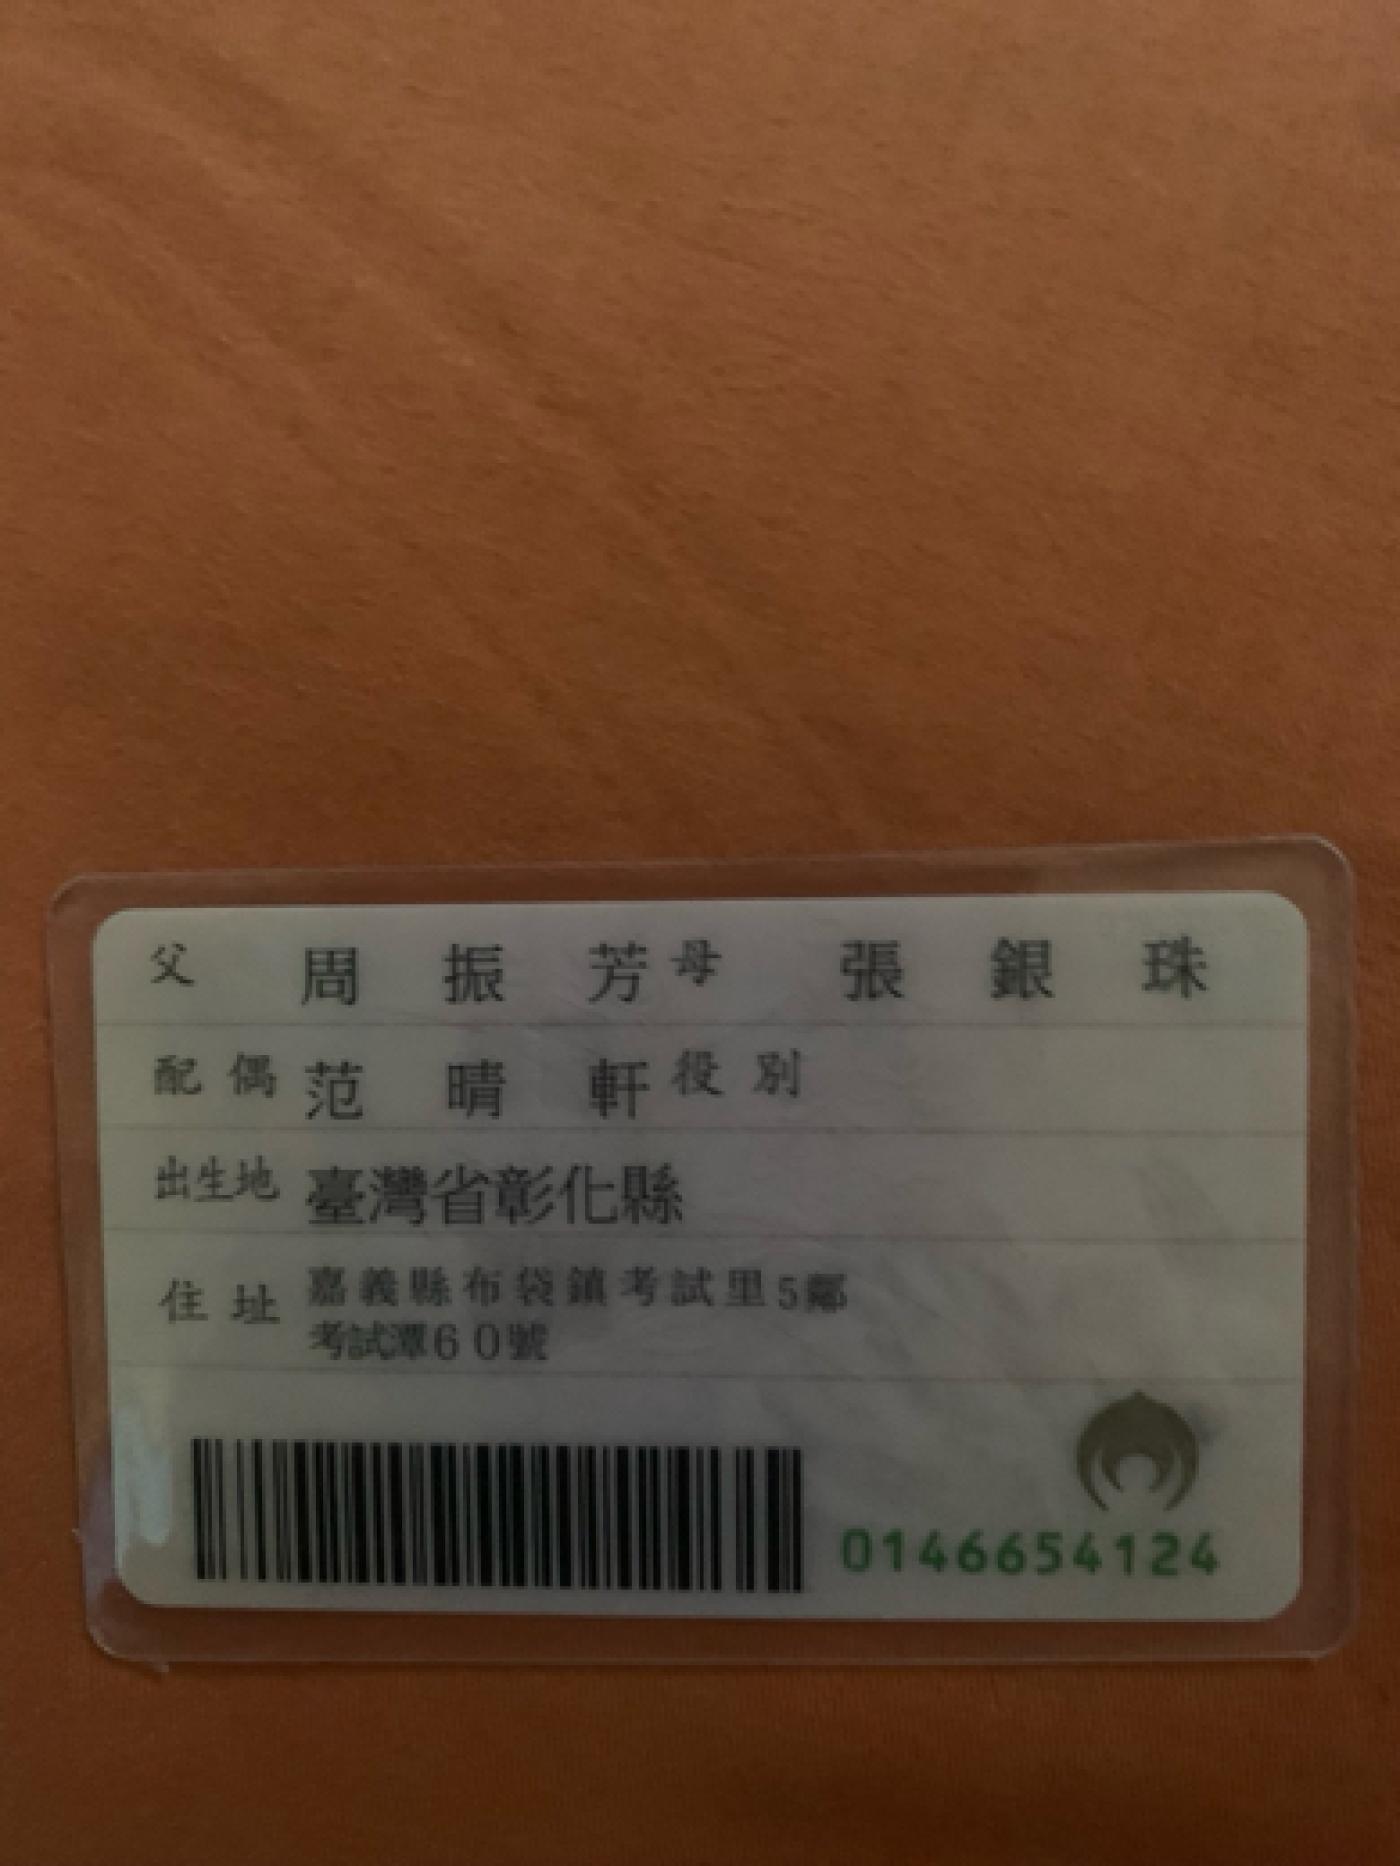 父 周振芳 母 張銀珠
配偶 范晴軒 役別
出生地 臺灣省彰化縣
住址 嘉義縣布袋鎮考試里5鄰
考試潭60號
0146654124